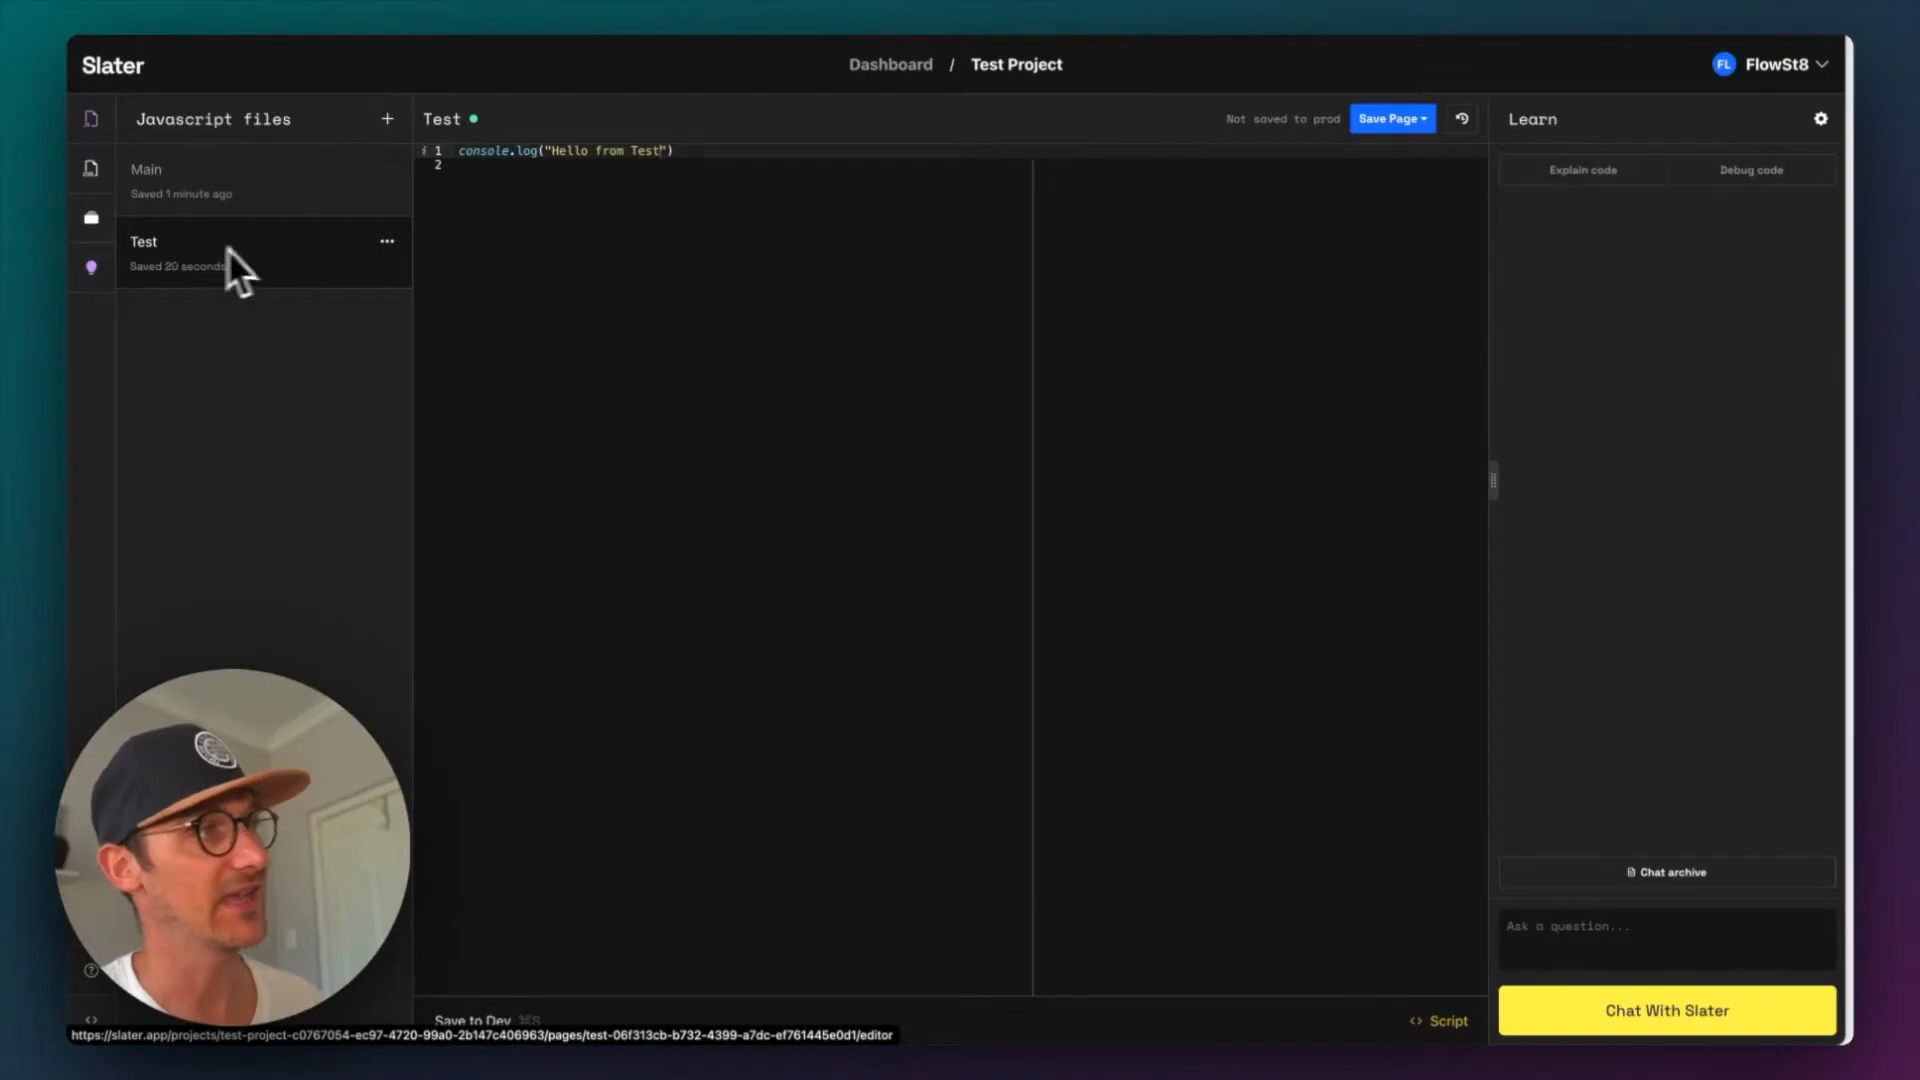 Slater
Dashboard / Test Project
FL FlowSt8
Javascript files +
Test
Not saved to prod
Save Page
Learn
Main
Saved 1 minute ago
Test
Saved 20 seconds
i 1 console.log("Hello from Test")
2
Explain code
Debug code
Chat archive
Ask a question...
Chat With Slater
Save to Dev ⌘S
<> Script
https://slater.app/projects/test-project-c0767054-ec97-4720-99a0-2b147c406963/pages/test-06f313cb-b732-4399-a7dc-ef761445e0d1/editor